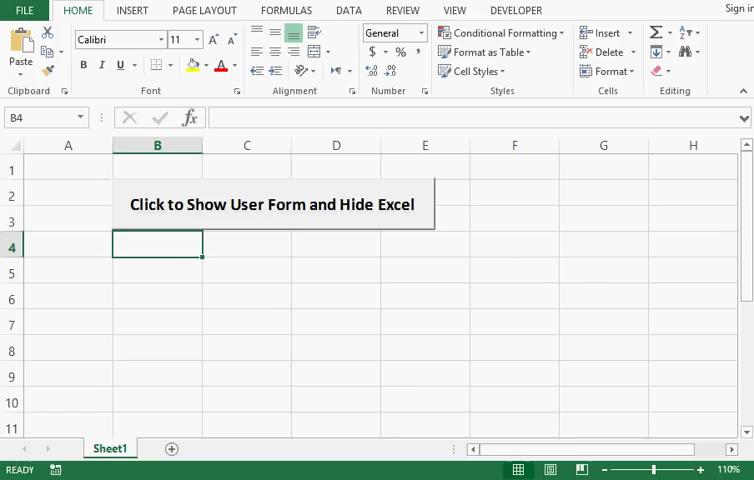 FILE HOME INSERT PAGE LAYOUT FORMULAS DATA REVIEW VIEW DEVELOPER Sign in
Calibri 11 General Conditional Formatting Insert
Paste B I U A $ % , Format as Table Delete
Cell Styles Format
Clipboard Font Alignment Number Styles Cells Editing
B4 fx
A B C D E F G H
1
2
Click to Show User Form and Hide Excel
3
4
5
6
7
8
9
10
11
Sheet1
READY 110%